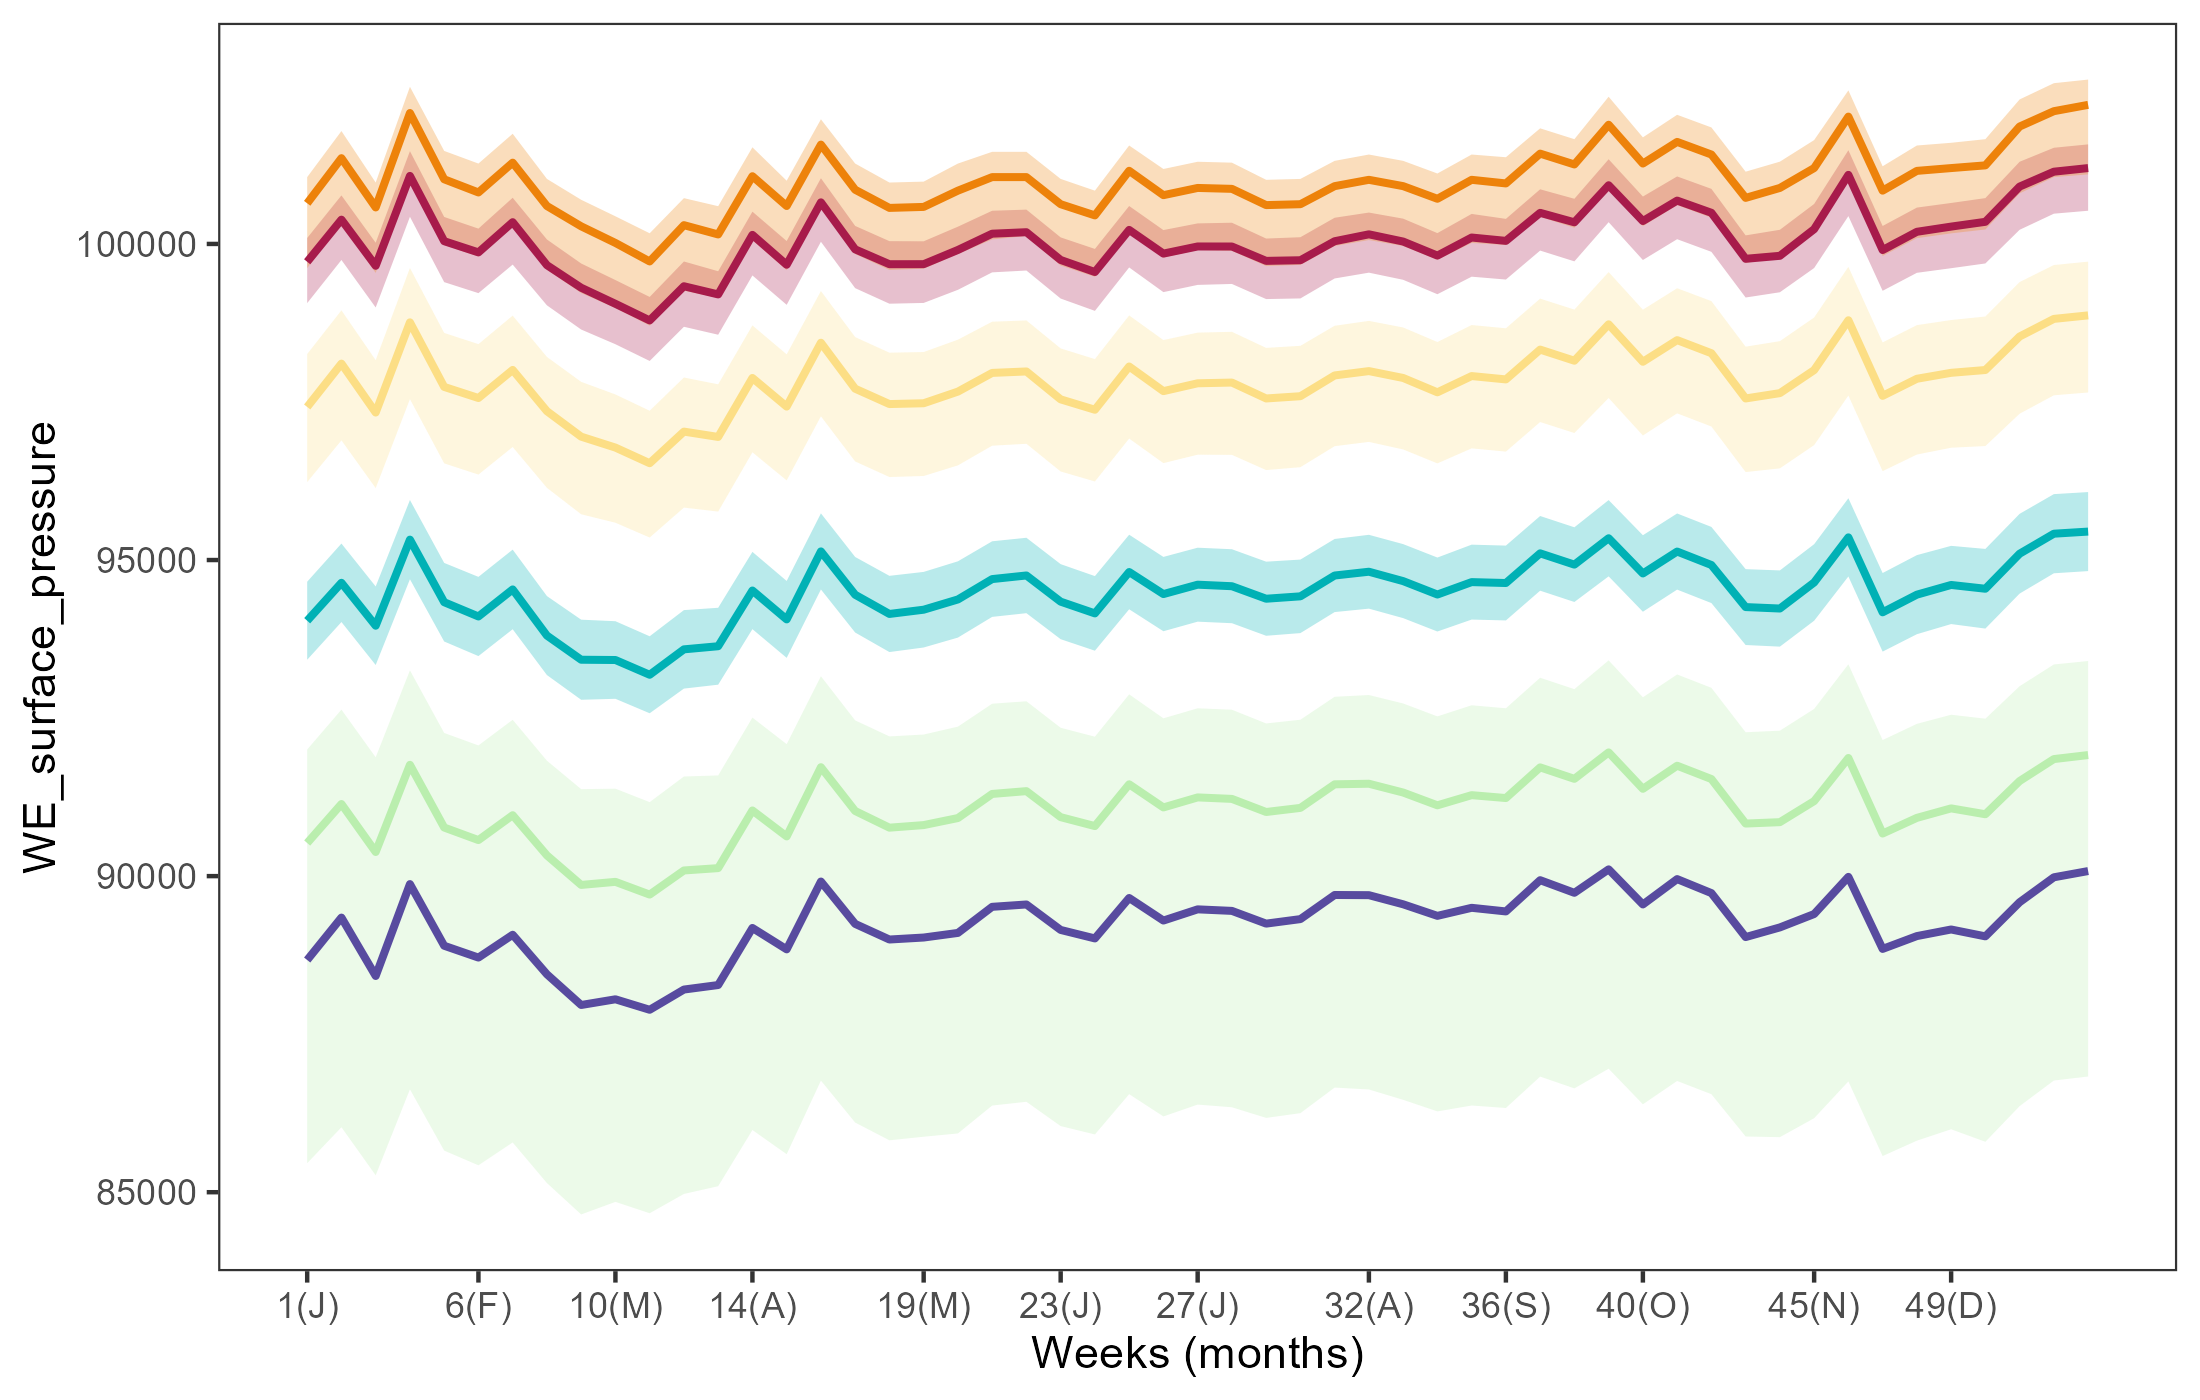 WE_surface_pressure
100000
95000
90000
85000
1(J) 6(F) 10(M) 14(A) 19(M) 23(J) 27(J) 32(A) 36(S) 40(O) 45(N) 49(D)
Weeks (months)